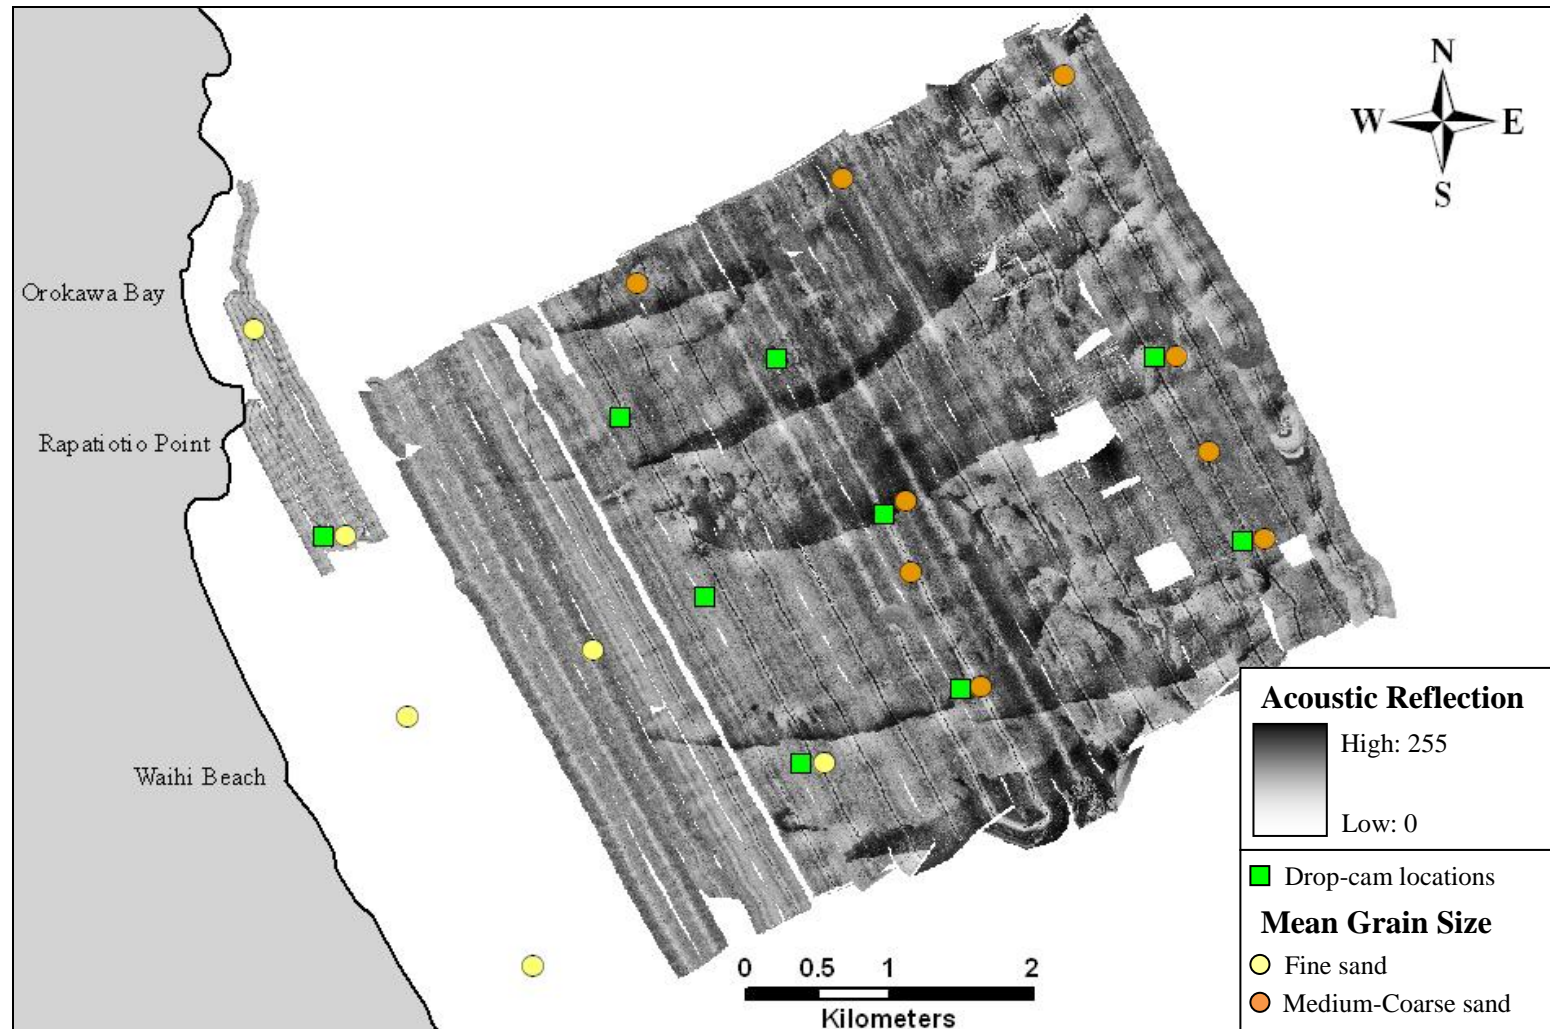 N
W E
S
Orokawa Bay
Rapatiotio Point
Waihi Beach
Acoustic Reflection
High: 255
Low: 0
Drop-cam locations
Mean Grain Size
Fine sand
Medium-Coarse sand
0 0.5 1 2
Kilometers